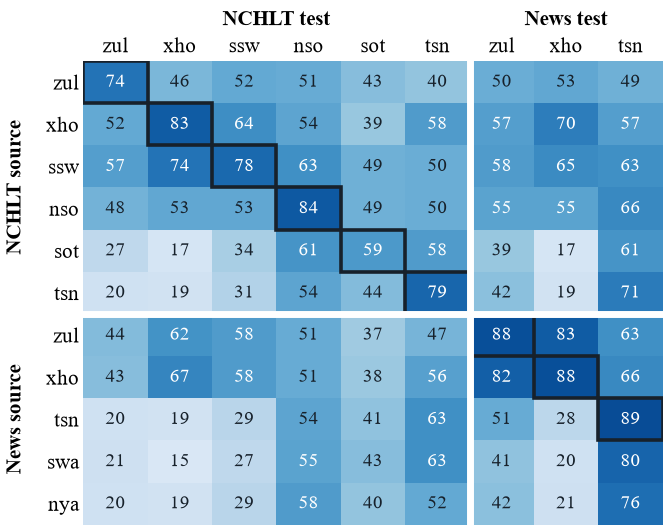 NCHLT test News test
zul xho ssw nso sot tsn zul xho tsn
NCHLT source
zul 74 46 52 51 43 40 50 53 49
xho 52 83 64 54 39 58 57 70 57
ssw 57 74 78 63 49 50 58 65 63
nso 48 53 53 84 49 50 55 55 66
sot 27 17 34 61 59 58 39 17 61
tsn 20 19 31 54 44 79 42 19 71
News source
zul 44 62 58 51 37 47 88 83 63
xho 43 67 58 51 38 56 82 88 66
tsn 20 19 29 54 41 63 51 28 89
swa 21 15 27 55 43 63 41 20 80
nya 20 19 29 58 40 52 42 21 76